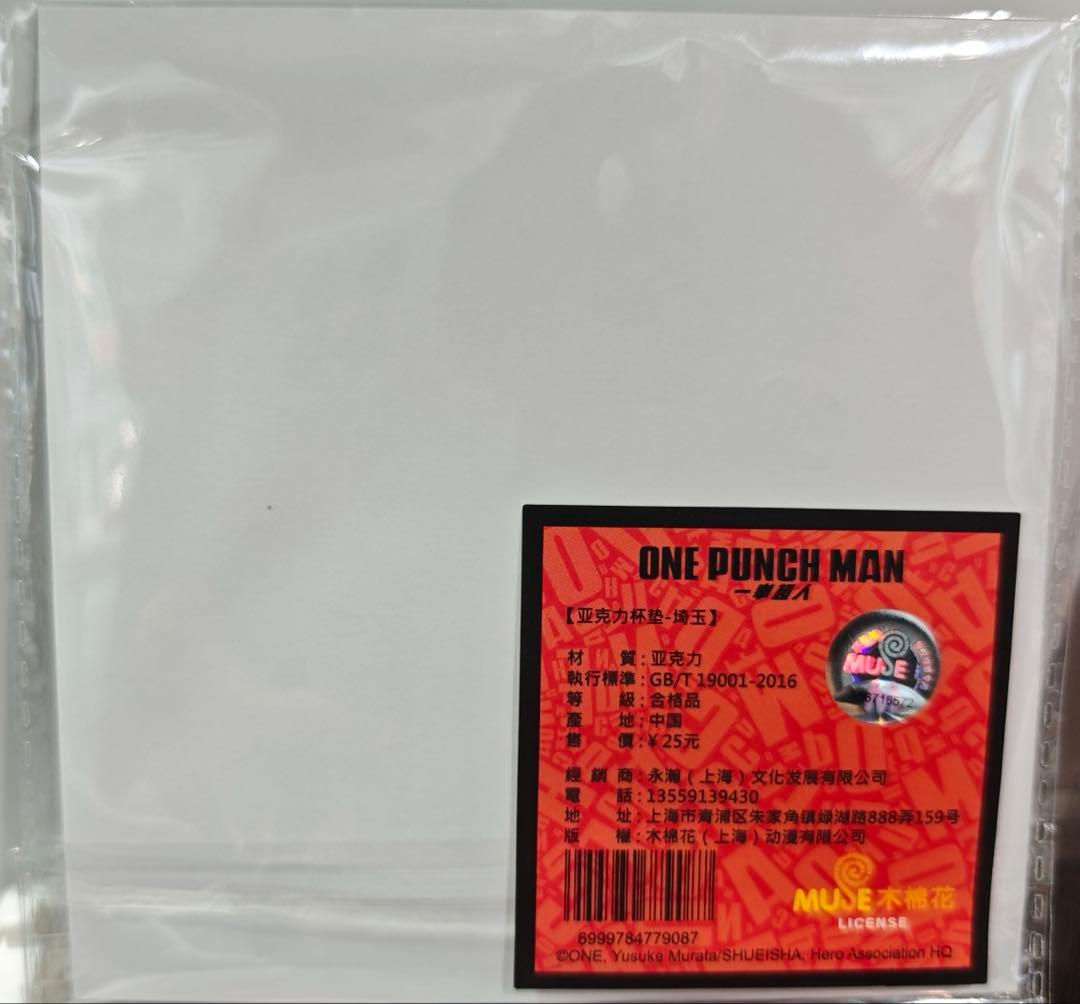 ONE PUNCH MAN
一拳超人
【亚克力杯垫-埼玉】
材質：亚克力
執行標準：GB/T 19001-2016
等級：合格品
產地：中国
售價：¥ 25元
MUSE
經銷商：永瀚（上海）文化发展有限公司
電話：13559139430
地址：上海市青浦区朱家角镇绿湖路888弄159号
版權：木棉花（上海）动漫有限公司
MUSE木棉花
LICENSE
6999784779087
©ONE, Yusuke Murata/SHUEISHA, Hero Association HQ